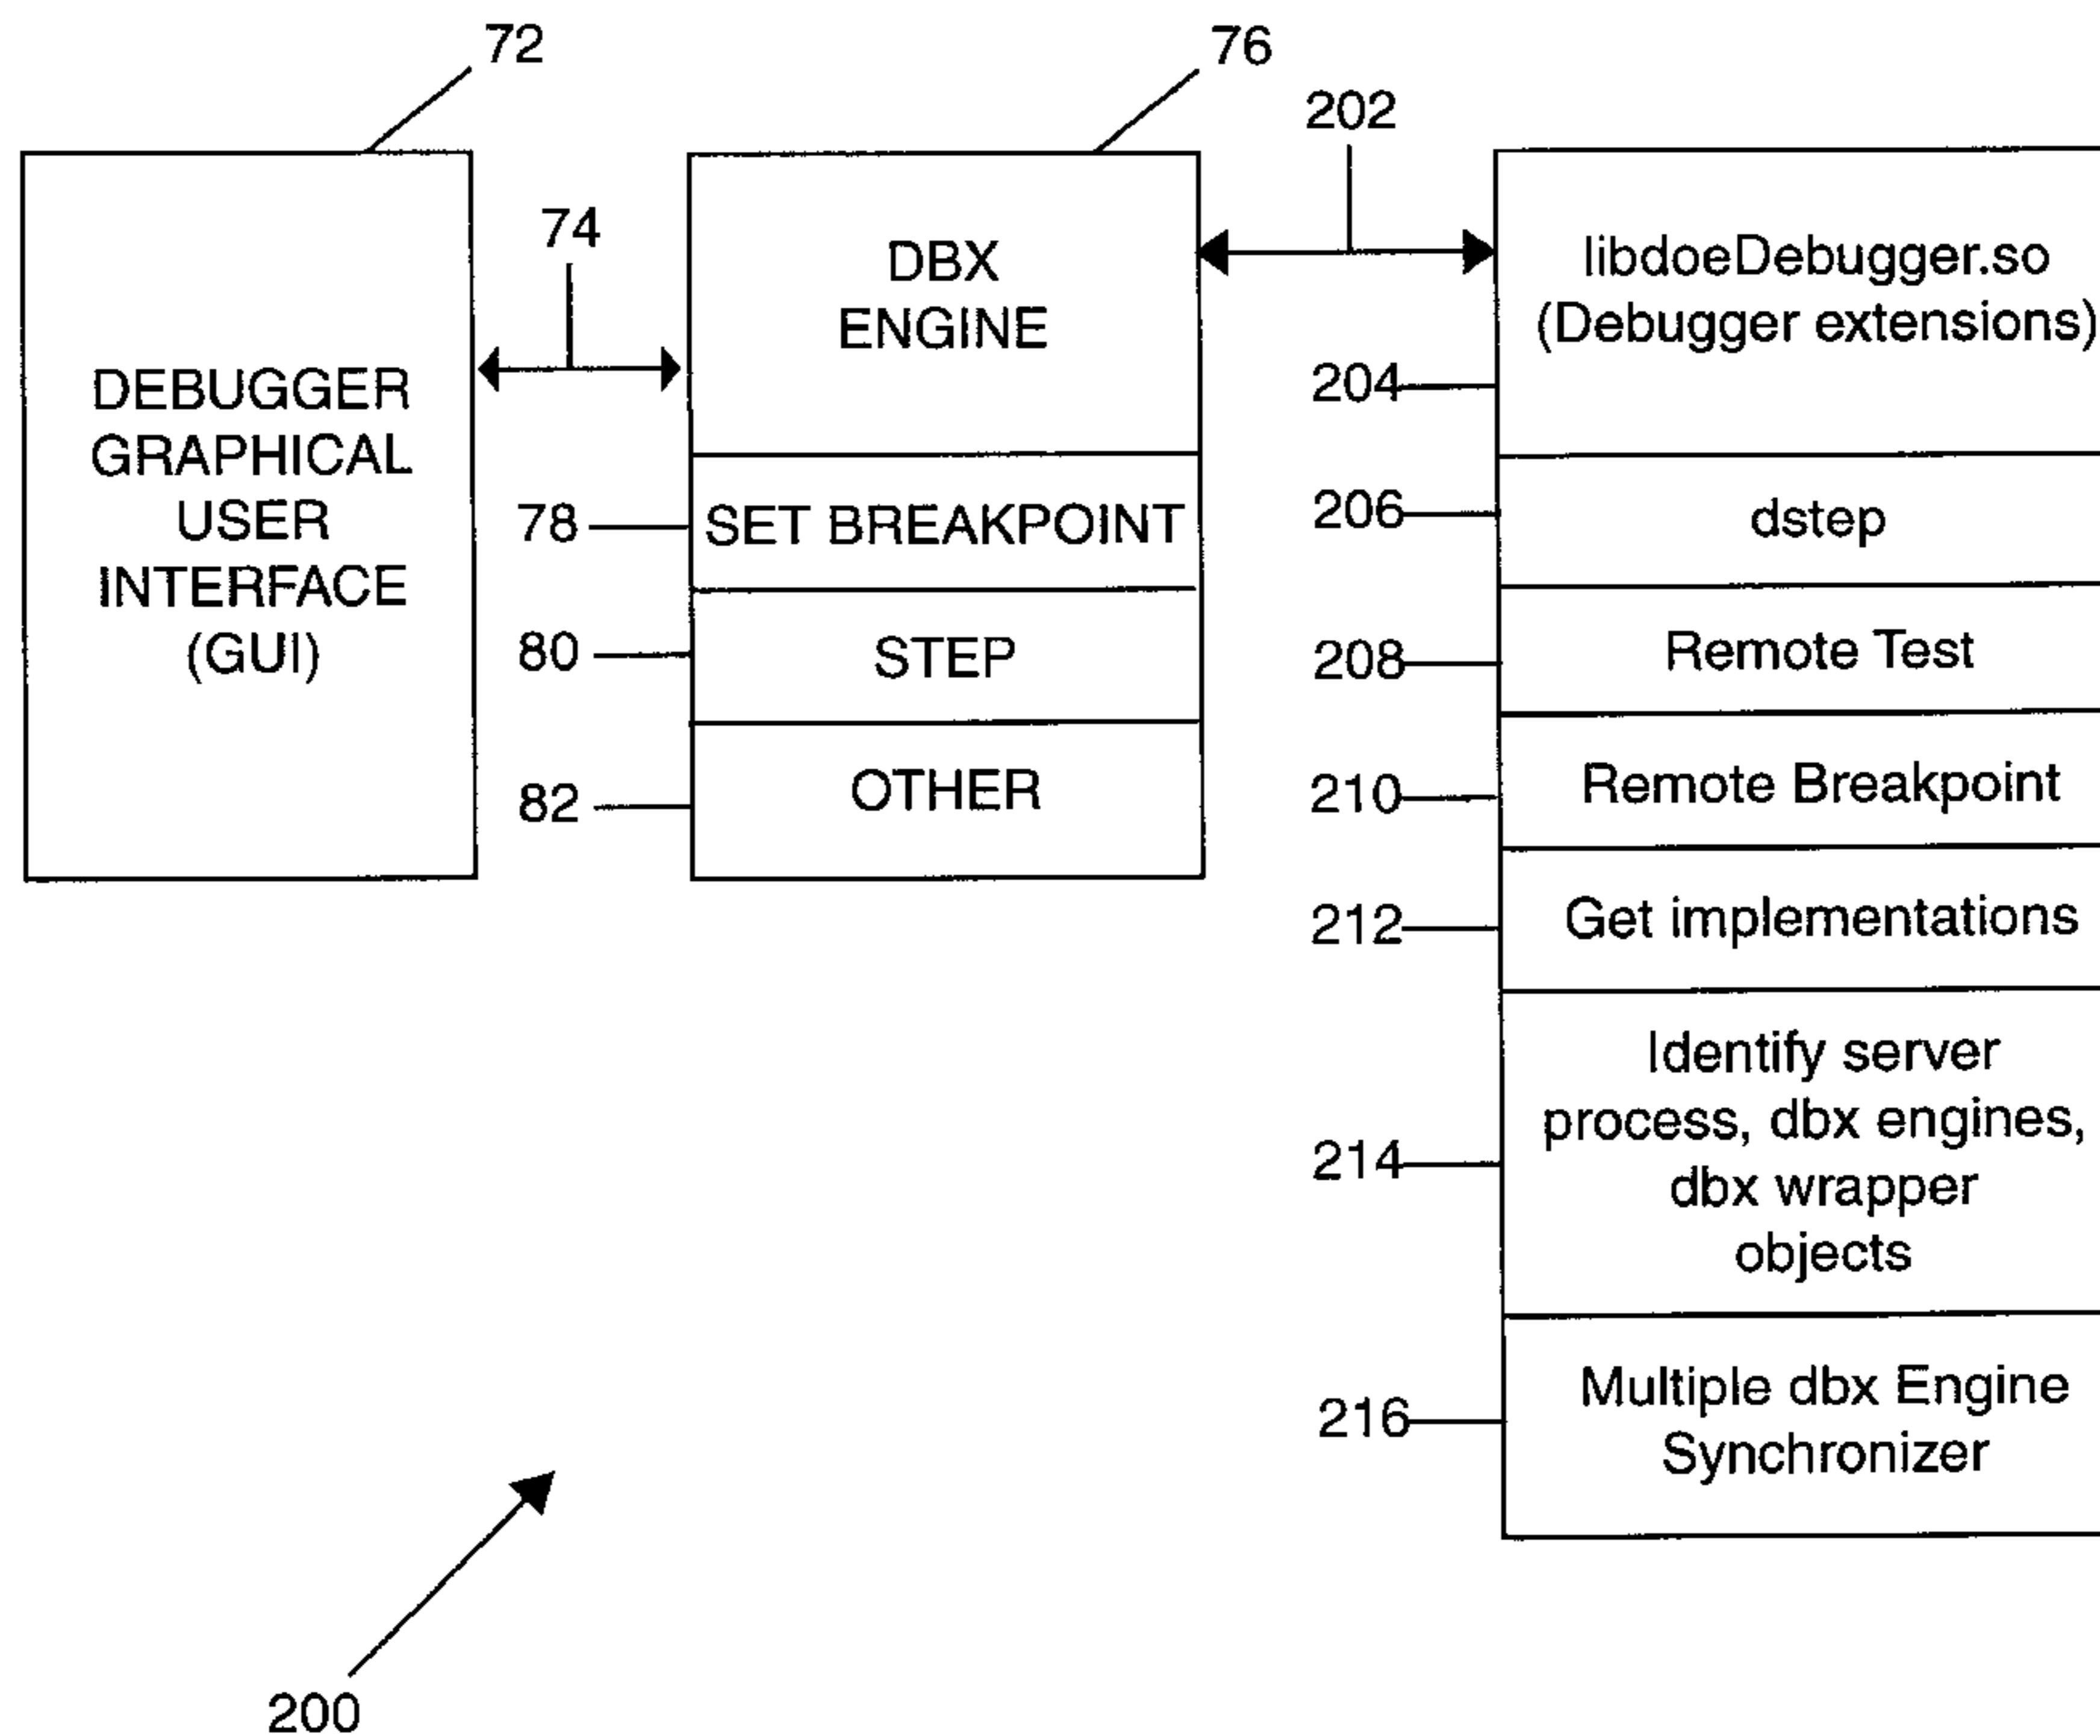 72
76
202
74
DEBUGGER
GRAPHICAL
USER
INTERFACE
(GUI)
DBX
ENGINE
78
SET BREAKPOINT
80
STEP
82
OTHER
libdoeDebugger.so
(Debugger extensions)
204
206
dstep
208
Remote Test
210
Remote Breakpoint
212
Get implementations
214
Identify server
process, dbx engines,
dbx wrapper
objects
216
Multiple dbx Engine
Synchronizer
200